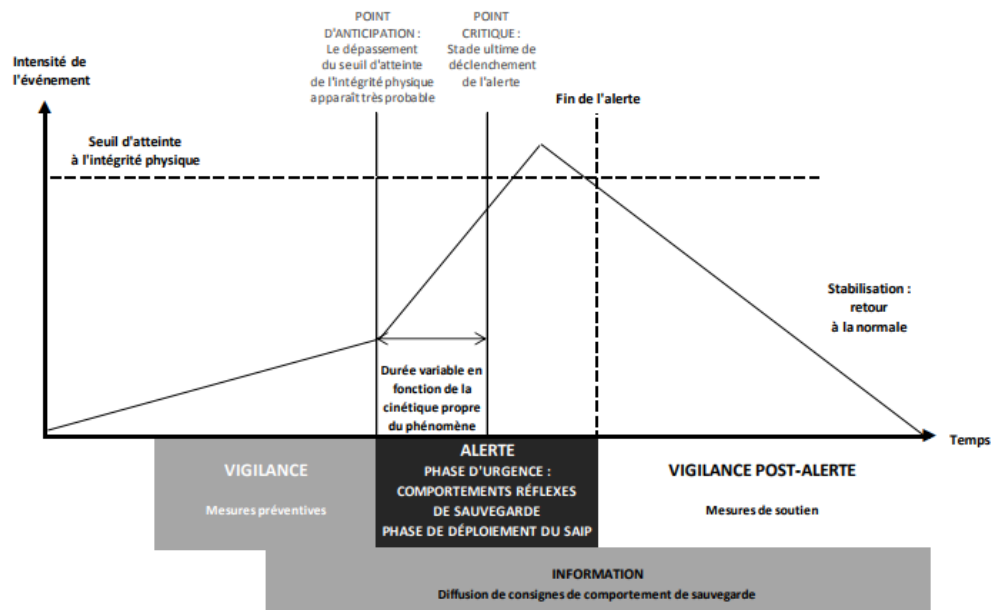 POINT
D'ANTICIPATION :
Le dépassement
du seuil d'atteinte
de l'intégrité physique
apparaît très probable
POINT
CRITIQUE :
Stade ultime de
déclenchement
de l'alerte
Intensité de
l'événement
Fin de l'alerte
Seuil d'atteinte
à l'intégrité physique
Stabilisation :
retour
à la normale
Durée variable en
fonction de la
cinétique propre
du phénomène
Temps
VIGILANCE
Mesures préventives
ALERTE
PHASE D'URGENCE :
COMPORTEMENTS RÉFLEXES
DE SAUVEGARDE
PHASE DE DÉPLOIEMENT DU SAIP
VIGILANCE POST-ALERTE
Mesures de soutien
INFORMATION
Diffusion de consignes de comportement de sauvegarde